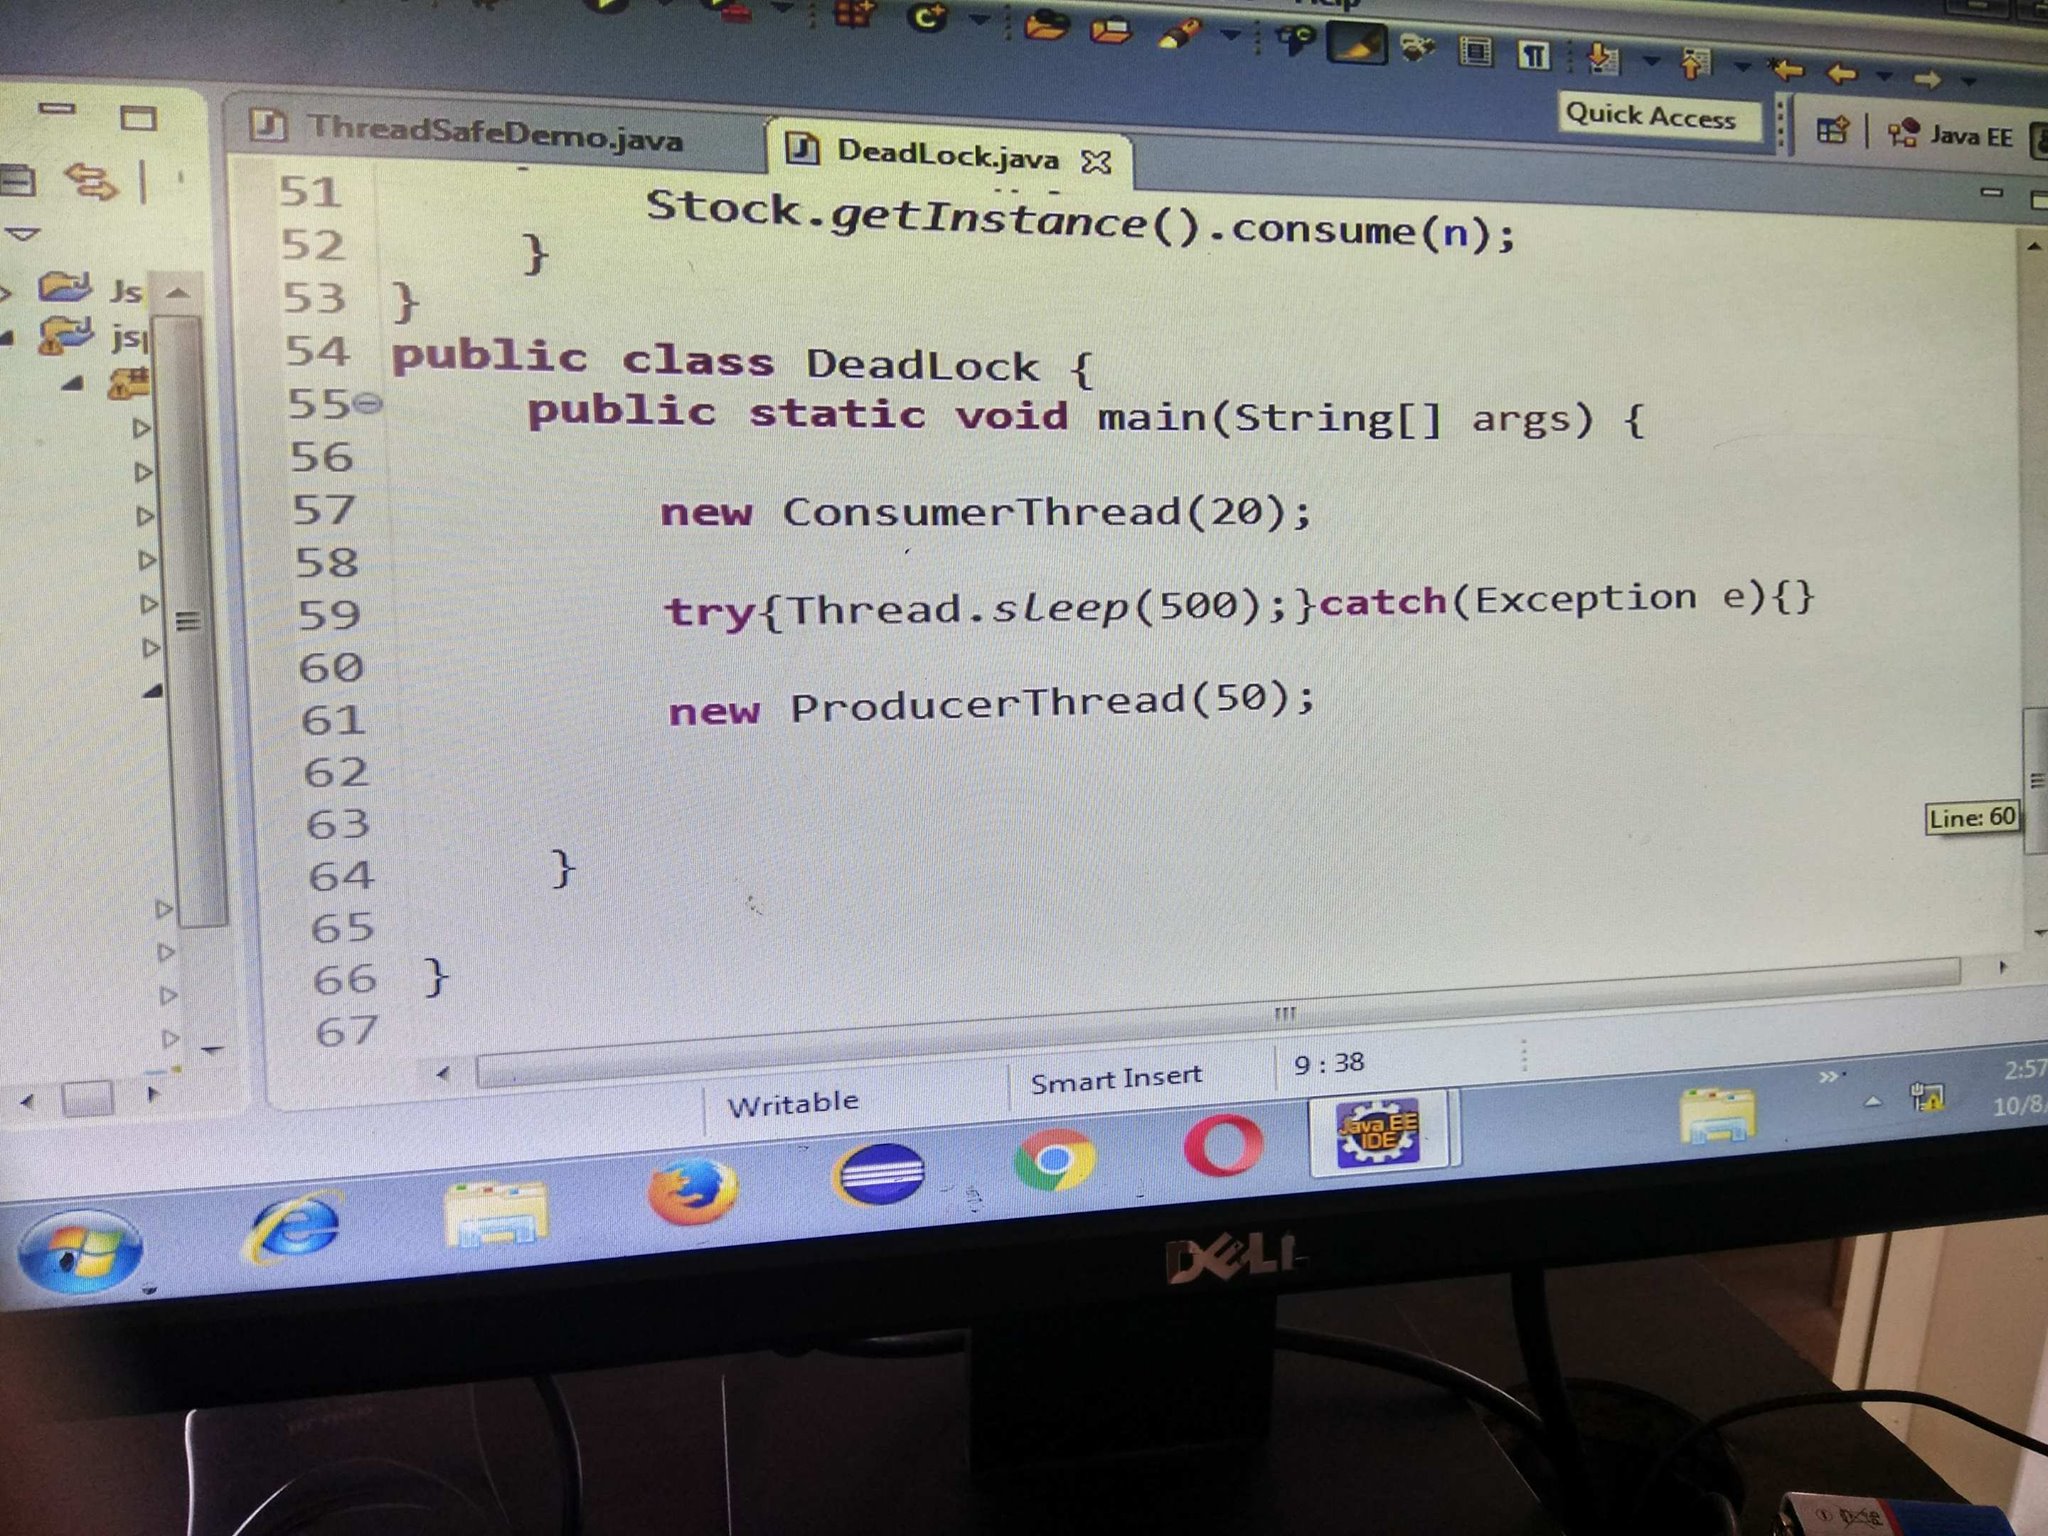 Quick Access
Java EE
ThreadSafeDemo.java
DeadLock.java
51 Stock.getInstance().consume(n);
52 }
53 }
54 public class DeadLock {
55 public static void main(String[] args) {
56
57 new ConsumerThread(20);
58
59 try{Thread.sleep(500);}catch(Exception e){}
60
61 new ProducerThread(50);
62
63
64 }
65
66 }
67
Js
jsp
Line: 60
Writable
Smart Insert
9 : 38
Java EE
IDE
2:57
10/8/
DELL